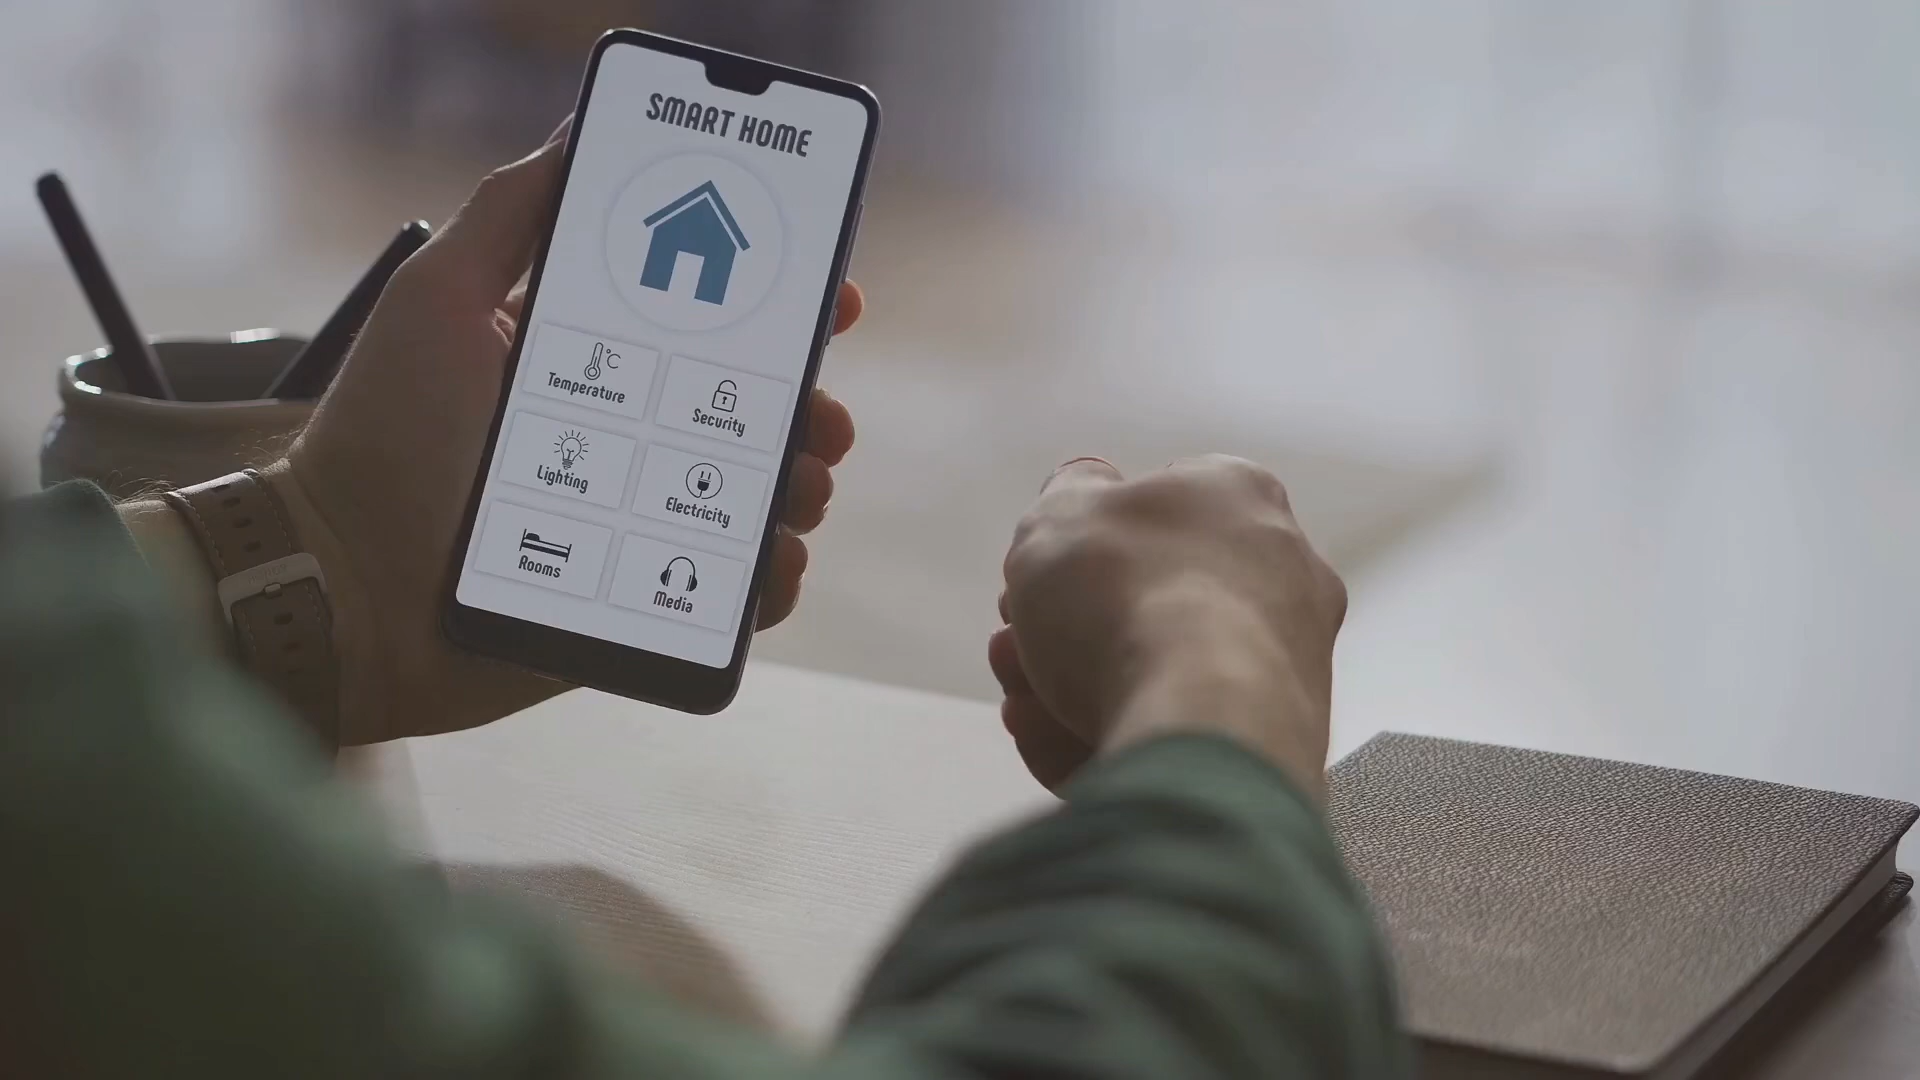 SMART HOME
°C
Temperature
Security
Lighting
Electricity
Rooms
Media